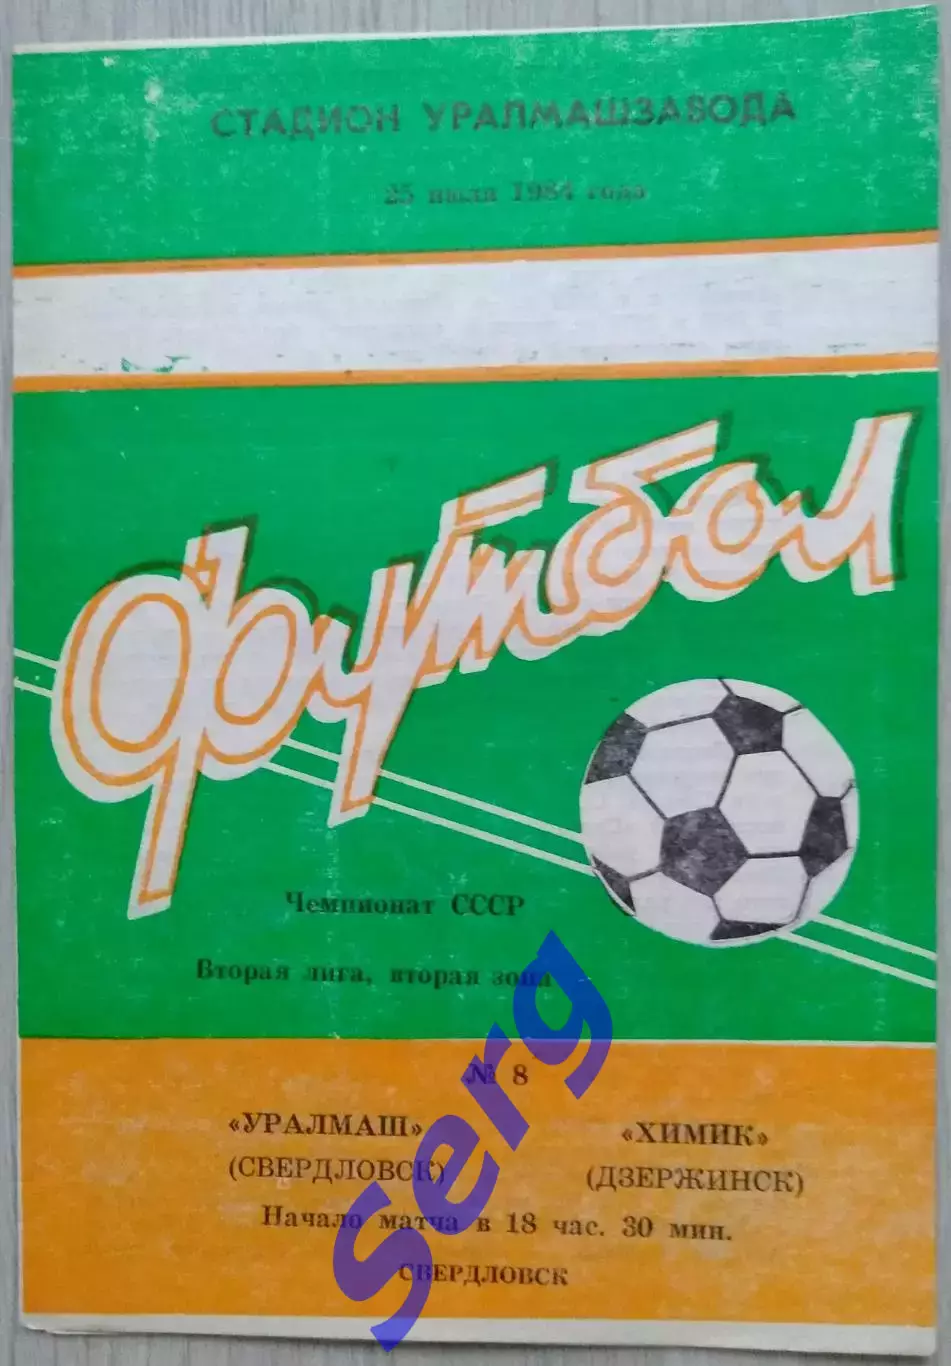 СТАДИОН УРАЛМАШЗАВОДА
25 июля 1984 года
Футбол
Чемпионат СССР
Вторая лига, вторая зона
№ 8
«УРАЛМАШ» «ХИМИК»
(СВЕРДЛОВСК) (ДЗЕРЖИНСК)
Начало матча в 18 час. 30 мин.
СВЕРДЛОВСК
Serg